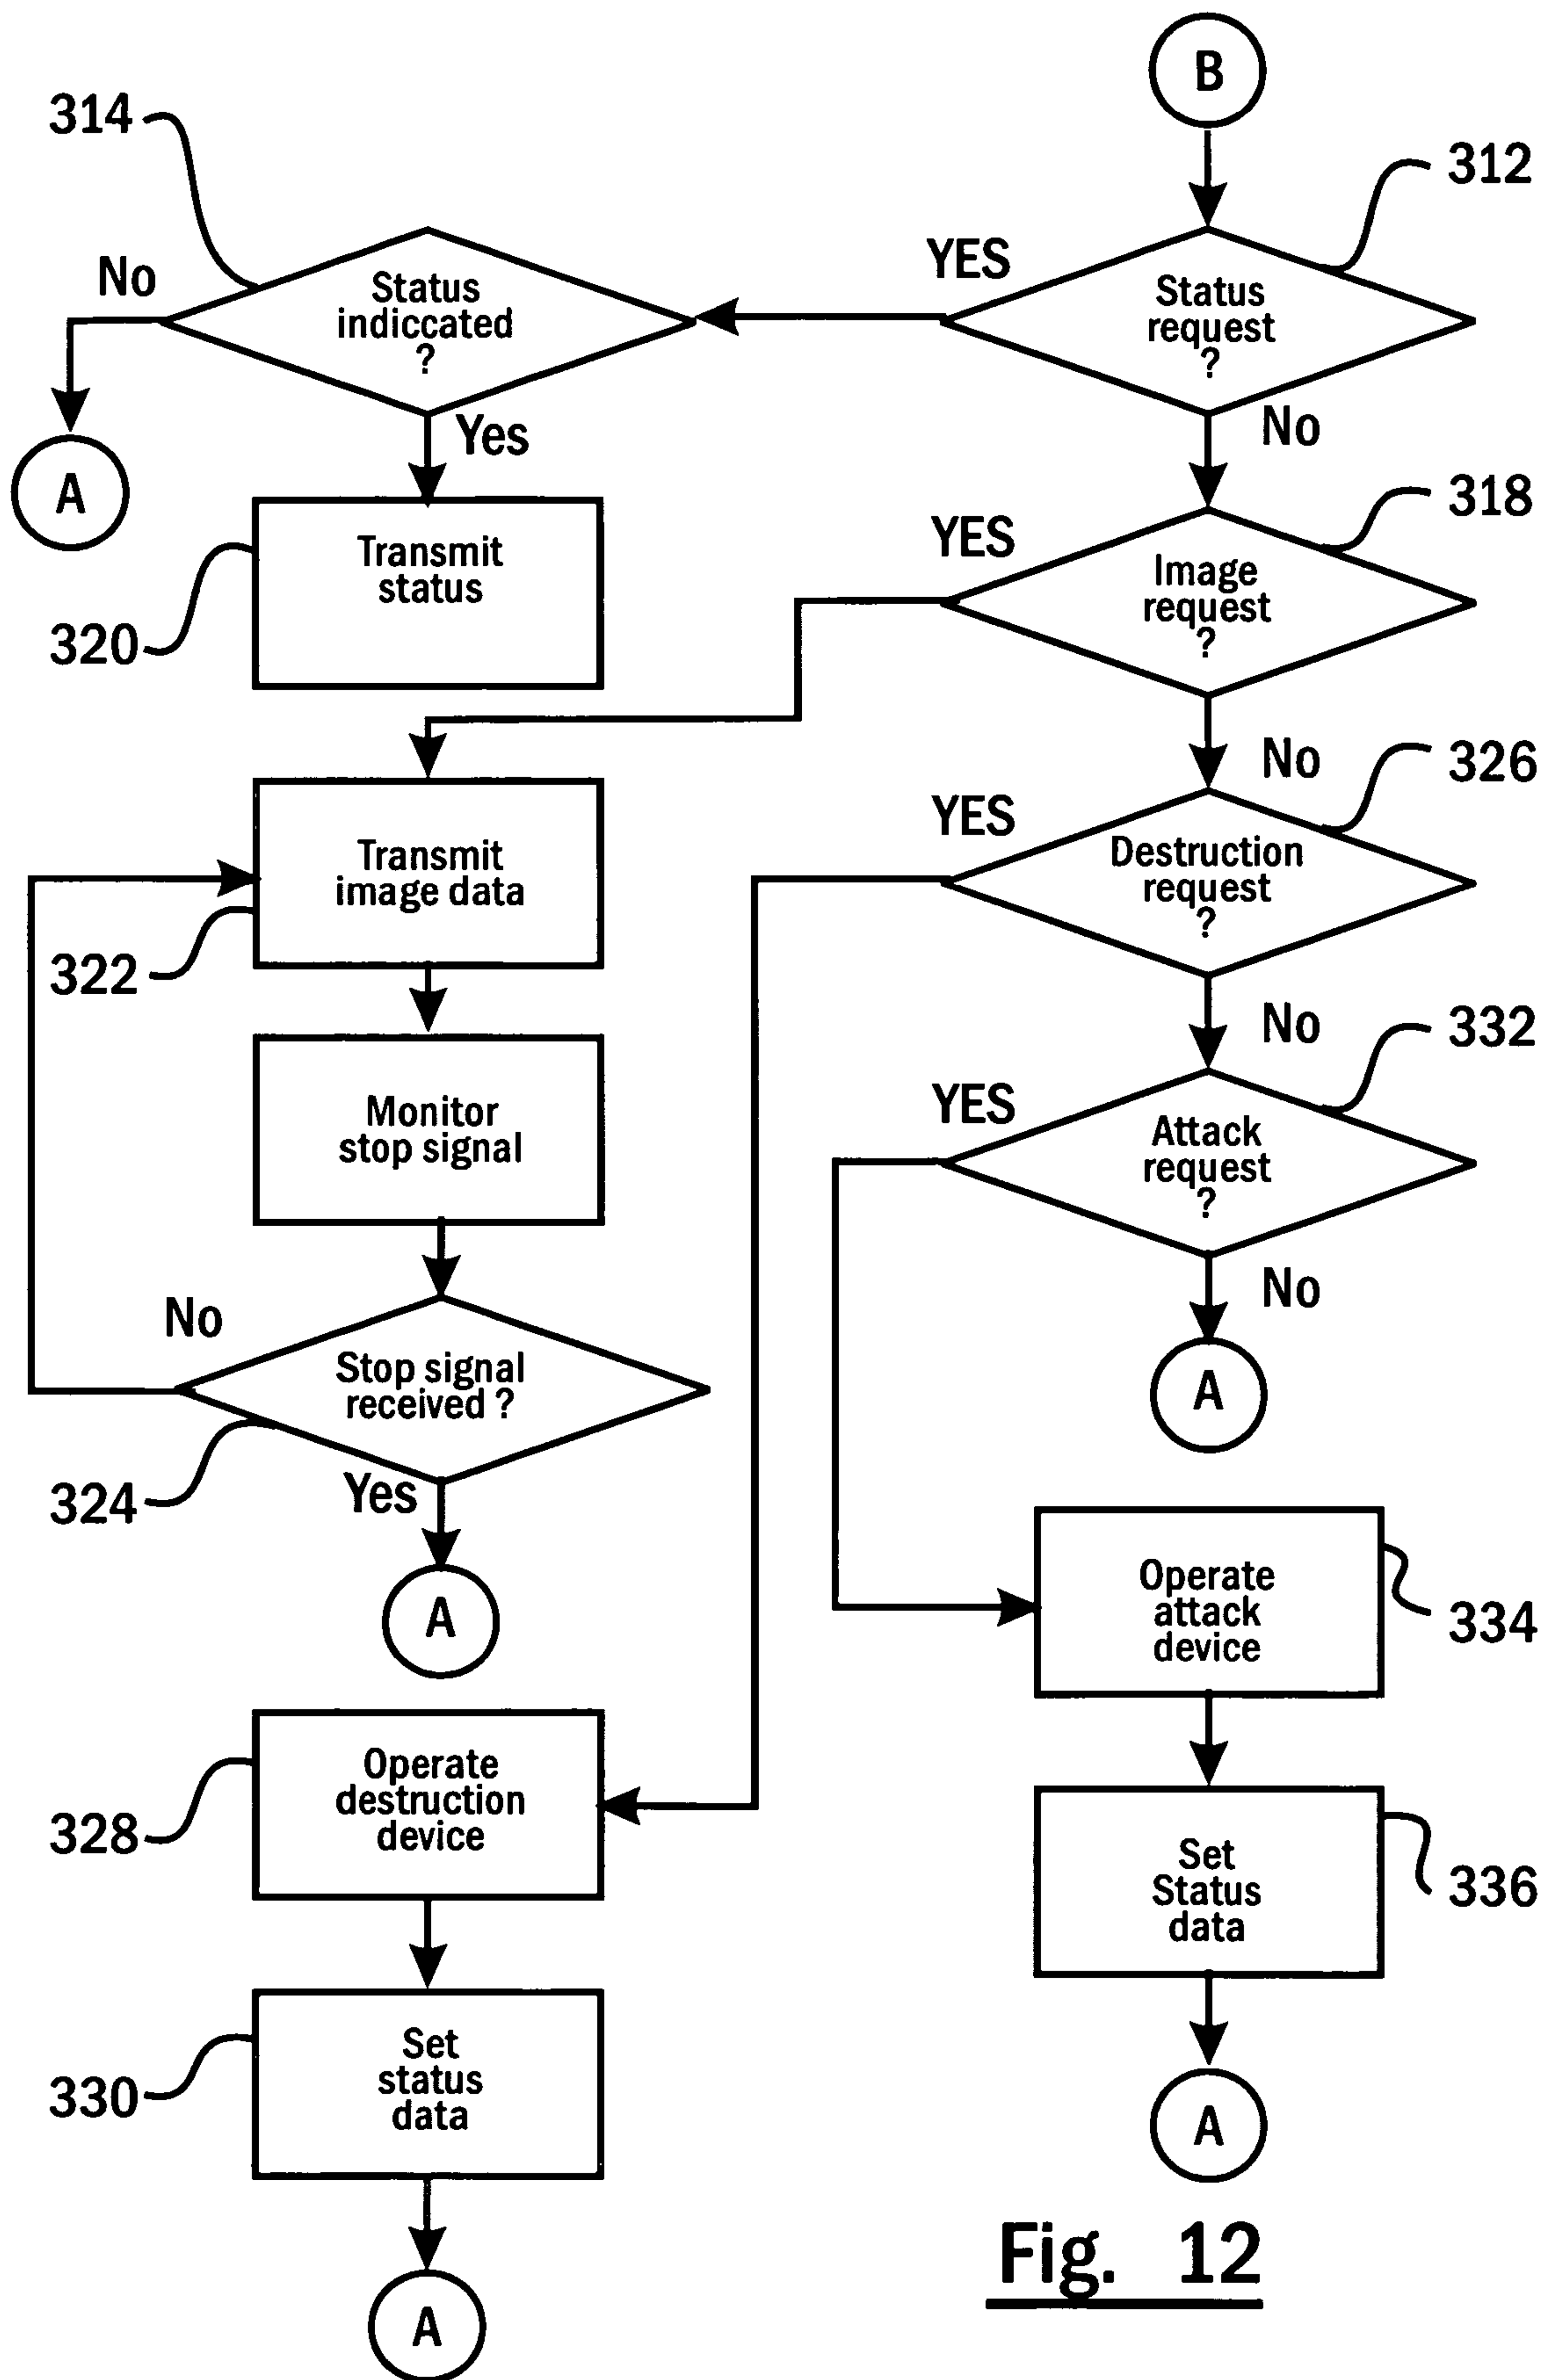 B
314
312
No
YES
Status
indiccated
?
Status
request
?
Yes
No
A
318
YES
Transmit
status
Image
request
?
320
No
326
YES
Transmit
image data
Destruction
request
?
322
No
332
YES
Monitor
stop signal
Attack
request
?
No
No
Stop signal
received ?
A
324
Yes
Operate
attack
device
334
A
Operate
destruction
device
328
Set
Status
data
336
Set
status
data
330
A
Fig. 12
A